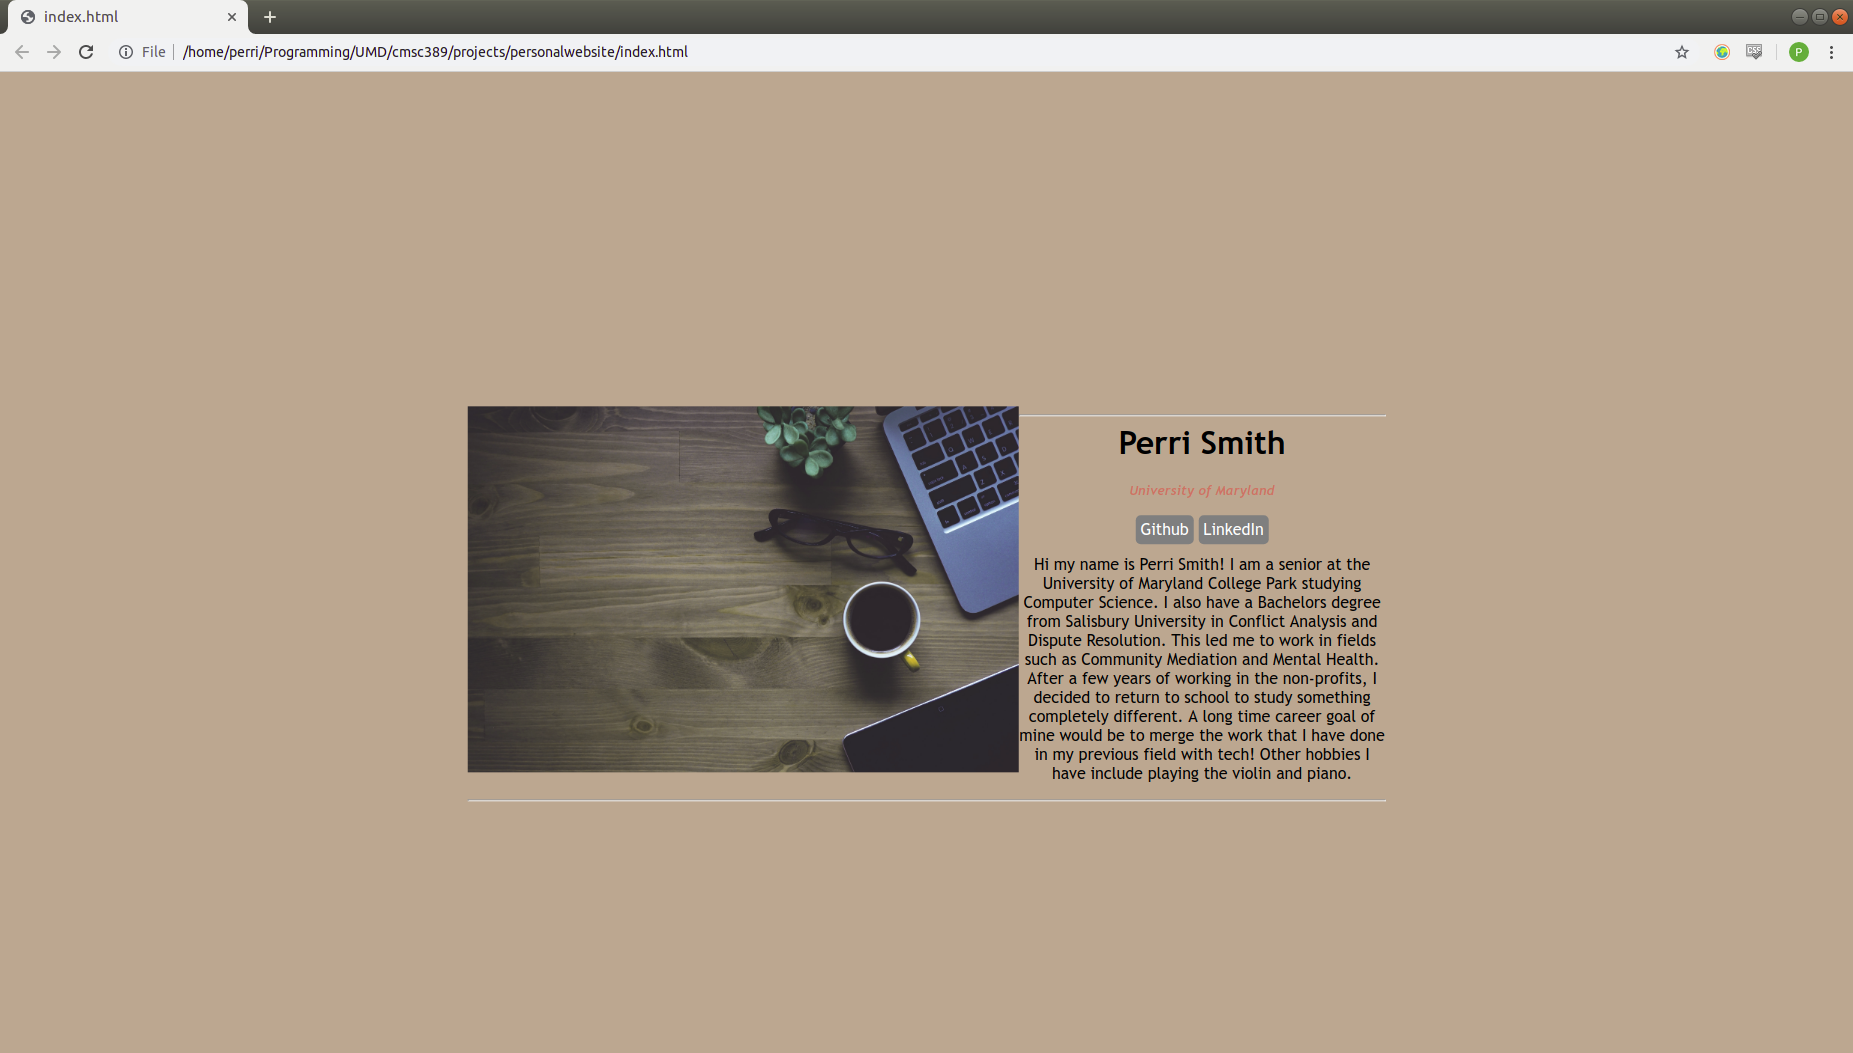 index.html
File
/home/perri/Programming/UMD/cmsc389/projects/personalwebsite/index.html
CSS
P
Perri Smith
University of Maryland
Github LinkedIn
Hi my name is Perri Smith! I am a senior at the
University of Maryland College Park studying
Computer Science. I also have a Bachelors degree
from Salisbury University in Conflict Analysis and
Dispute Resolution. This led me to work in fields
such as Community Mediation and Mental Health.
After a few years of working in the non-profits, I
decided to return to school to study something
completely different. A long time career goal of
mine would be to merge the work that I have done
in my previous field with tech! Other hobbies I
have include playing the violin and piano.